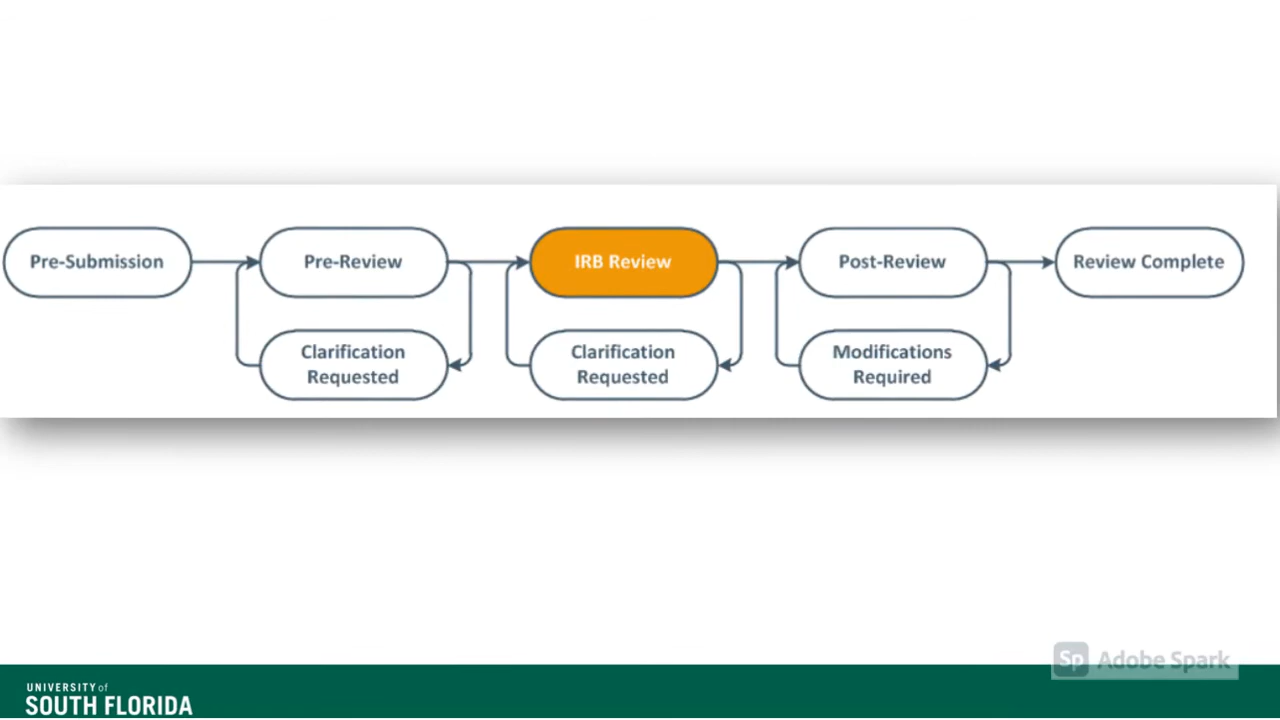 Pre-Submission
Pre-Review
IRB Review
Post-Review
Review Complete
Clarification
Requested
Clarification
Requested
Modifications
Required
Sp Adobe Spark
UNIVERSITY of
SOUTH FLORIDA